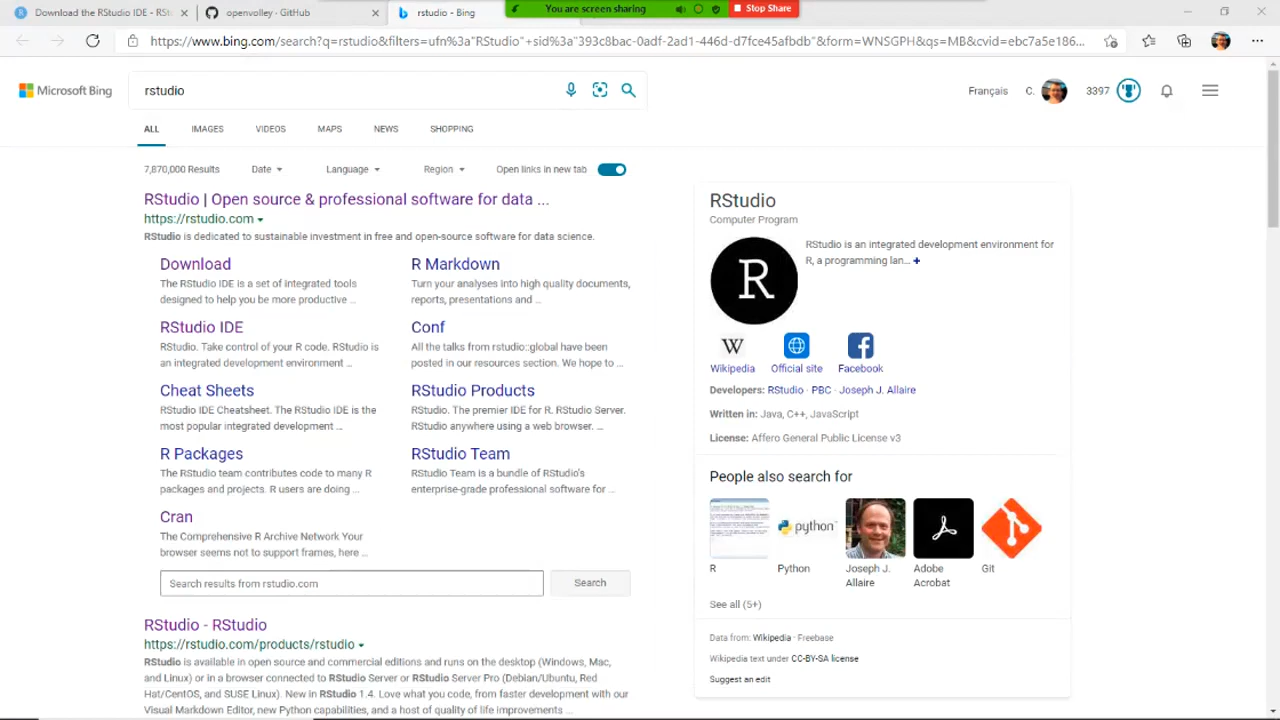 Download the RStudio IDE - RSt
openvolley · GitHub
rstudio - Bing
You are screen sharing
Stop Share
https://www.bing.com/search?q=rstudio&filters=ufn%3a"RStudio"+sid%3a"393c8bac-0adf-2ad1-446d-d7fce45afbdb"&form=WNSGPH&qs=MB&cvid=ebc7a5e186...
Microsoft Bing
rstudio
Français
C.
3397
ALL
IMAGES
VIDEOS
MAPS
NEWS
SHOPPING
7,870,000 Results
Date
Language
Region
Open links in new tab
RStudio | Open source & professional software for data ...
https://rstudio.com
RStudio is dedicated to sustainable investment in free and open-source software for data science.
Download
The RStudio IDE is a set of integrated tools
designed to help you be more productive ...
R Markdown
Turn your analyses into high quality documents,
reports, presentations and ...
RStudio IDE
RStudio. Take control of your R code. RStudio is
an integrated development environment ...
Conf
All the talks from rstudio::global have been
posted in our resources section. We hope to ...
Cheat Sheets
RStudio IDE Cheatsheet. The RStudio IDE is the
most popular integrated development ...
RStudio Products
RStudio. The premier IDE for R. RStudio Server.
RStudio anywhere using a web browser. ...
R Packages
The RStudio team contributes code to many R
packages and projects. R users are doing ...
RStudio Team
RStudio Team is a bundle of RStudio's
enterprise-grade professional software for ...
Cran
The Comprehensive R Archive Network Your
browser seems not to support frames, here ...
Search results from rstudio.com
Search
RStudio - RStudio
https://rstudio.com/products/rstudio
RStudio is available in open source and commercial editions and runs on the desktop (Windows, Mac,
and Linux) or in a browser connected to RStudio Server or RStudio Server Pro (Debian/Ubuntu, Red
Hat/CentOS, and SUSE Linux). New in RStudio 1.4. Love what you code, from faster development with our
Visual Markdown Editor, new Python capabilities, and a host of quality of life improvements ...
RStudio
Computer Program
R
RStudio is an integrated development environment for
R, a programming lan... +
W
Wikipedia
Official site
Facebook
Developers: RStudio · PBC · Joseph J. Allaire
Written in: Java, C++, JavaScript
License: Affero General Public License v3
People also search for
python
R
Python
Joseph J.
Allaire
Adobe
Acrobat
Git
See all (5+)
Data from: Wikipedia · Freebase
Wikipedia text under CC-BY-SA license
Suggest an edit